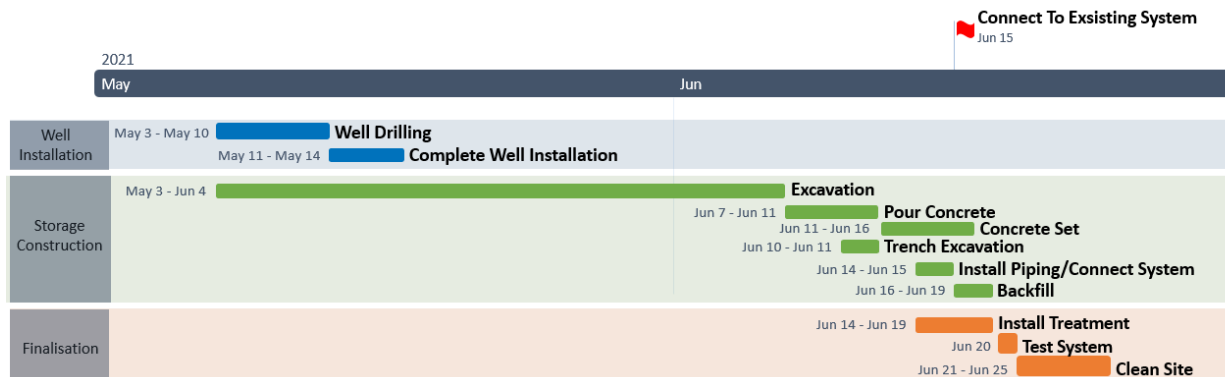 Connect To Exsisting System
Jun 15
2021
May
Jun
Well
Installation
May 3 - May 10
Well Drilling
May 11 - May 14
Complete Well Installation
Storage
Construction
May 3 - Jun 4
Excavation
Jun 7 - Jun 11
Pour Concrete
Jun 11 - Jun 16
Concrete Set
Jun 10 - Jun 11
Trench Excavation
Jun 14 - Jun 15
Install Piping/Connect System
Jun 16 - Jun 19
Backfill
Finalisation
Jun 14 - Jun 19
Install Treatment
Jun 20
Test System
Jun 21 - Jun 25
Clean Site